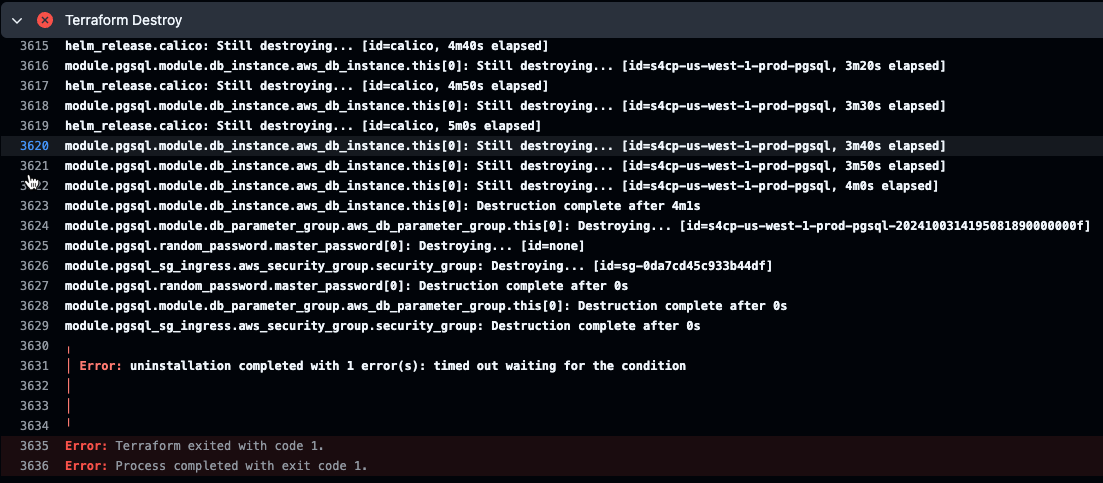 Terraform Destroy
3615 helm_release.calico: Still destroying... [id=calico, 4m40s elapsed]
3616 module.pgsql.module.db_instance.aws_db_instance.this[0]: Still destroying... [id=s4cp-us-west-1-prod-pgsql, 3m20s elapsed]
3617 helm_release.calico: Still destroying... [id=calico, 4m50s elapsed]
3618 module.pgsql.module.db_instance.aws_db_instance.this[0]: Still destroying... [id=s4cp-us-west-1-prod-pgsql, 3m30s elapsed]
3619 helm_release.calico: Still destroying... [id=calico, 5m0s elapsed]
3620 module.pgsql.module.db_instance.aws_db_instance.this[0]: Still destroying... [id=s4cp-us-west-1-prod-pgsql, 3m40s elapsed]
3621 module.pgsql.module.db_instance.aws_db_instance.this[0]: Still destroying... [id=s4cp-us-west-1-prod-pgsql, 3m50s elapsed]
3622 module.pgsql.module.db_instance.aws_db_instance.this[0]: Still destroying... [id=s4cp-us-west-1-prod-pgsql, 4m0s elapsed]
3623 module.pgsql.module.db_instance.aws_db_instance.this[0]: Destruction complete after 4m1s
3624 module.pgsql.module.db_parameter_group.aws_db_parameter_group.this[0]: Destroying... [id=s4cp-us-west-1-prod-pgsql-20241003141950818900000000f]
3625 module.pgsql.random_password.master_password[0]: Destroying... [id=none]
3626 module.pgsql_sg_ingress.aws_security_group.security_group: Destroying... [id=sg-0da7cd45c933b44df]
3627 module.pgsql.random_password.master_password[0]: Destruction complete after 0s
3628 module.pgsql.module.db_parameter_group.aws_db_parameter_group.this[0]: Destruction complete after 0s
3629 module.pgsql_sg_ingress.aws_security_group.security_group: Destruction complete after 0s
3630 ╷
3631 │ Error: uninstallation completed with 1 error(s): timed out waiting for the condition
3632 │
3633 │
3634 ╵
3635 Error: Terraform exited with code 1.
3636 Error: Process completed with exit code 1.